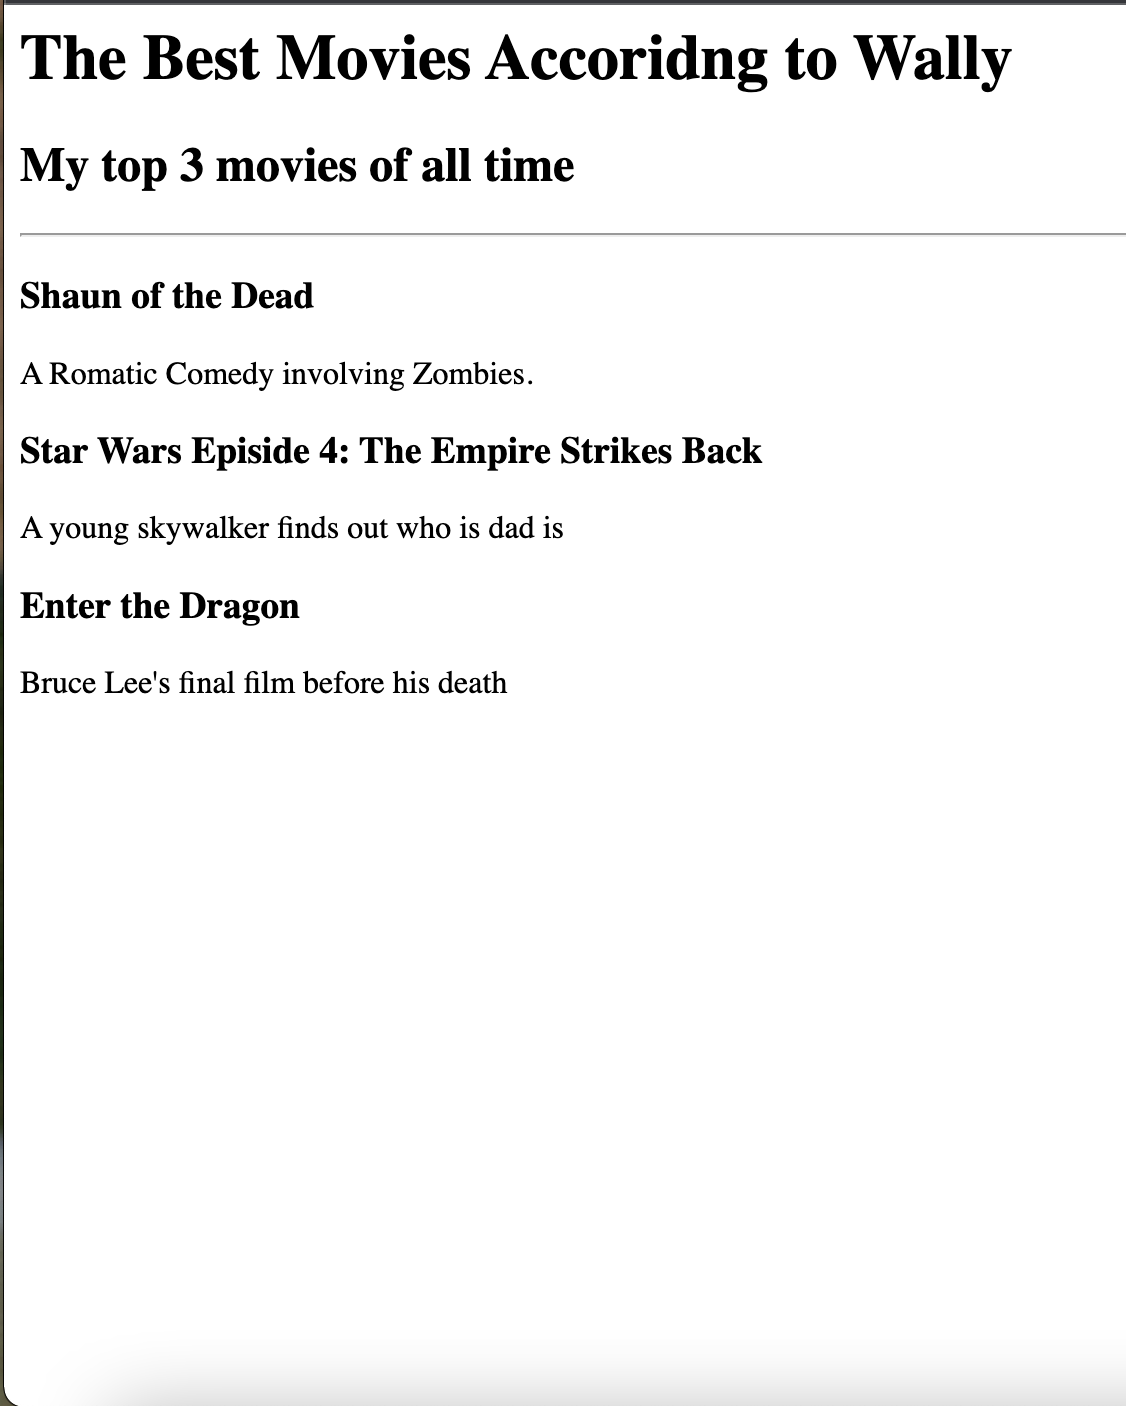 The Best Movies Accoridng to Wally
My top 3 movies of all time
Shaun of the Dead
A Romatic Comedy involving Zombies.
Star Wars Episide 4: The Empire Strikes Back
A young skywalker finds out who is dad is
Enter the Dragon
Bruce Lee's final film before his death